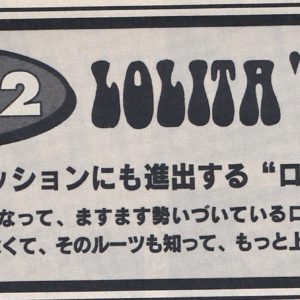 2 LOLITA
ッションにも進出する“ロ
なって、ますます勢いづいているロ
くて、そのルーツも知って、もっと上